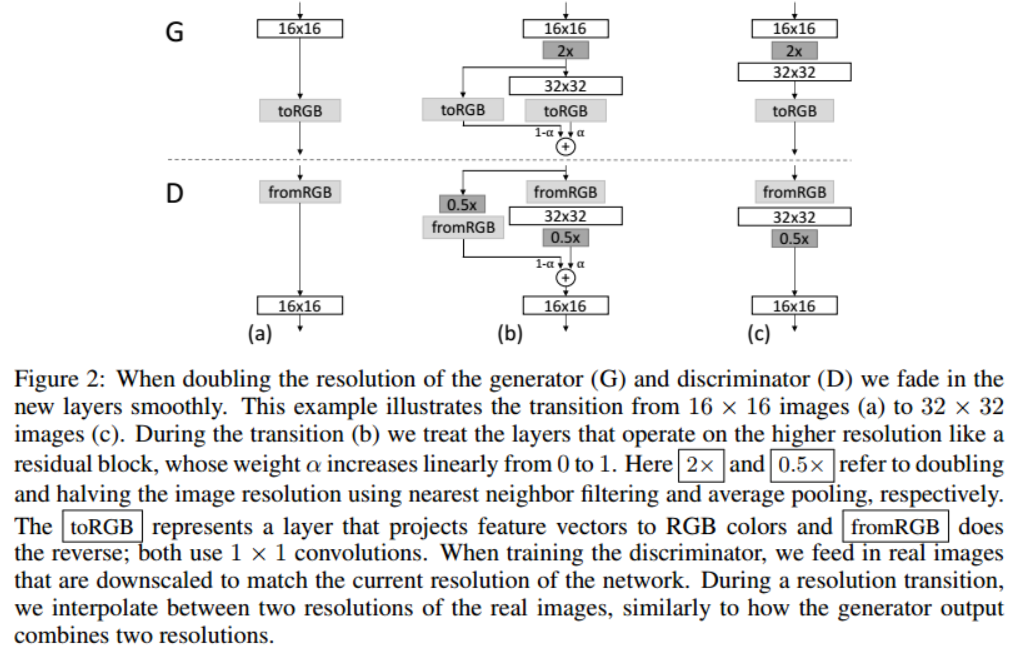 G
16x16
16x16
16x16
2x
2x
32x32
32x32
toRGB
toRGB
toRGB
toRGB
1-α
α
D
fromRGB
fromRGB
fromRGB
0.5x
32x32
32x32
fromRGB
0.5x
0.5x
1-α
α
16x16
16x16
16x16
(a)
(b)
(c)
Figure 2: When doubling the resolution of the generator (G) and discriminator (D) we fade in the
new layers smoothly. This example illustrates the transition from 16 × 16 images (a) to 32 × 32
images (c). During the transition (b) we treat the layers that operate on the higher resolution like a
residual block, whose weight α increases linearly from 0 to 1. Here 2× and 0.5× refer to doubling
and halving the image resolution using nearest neighbor filtering and average pooling, respectively.
The toRGB represents a layer that projects feature vectors to RGB colors and fromRGB does
the reverse; both use 1 × 1 convolutions. When training the discriminator, we feed in real images
that are downscaled to match the current resolution of the network. During a resolution transition,
we interpolate between two resolutions of the real images, similarly to how the generator output
combines two resolutions.